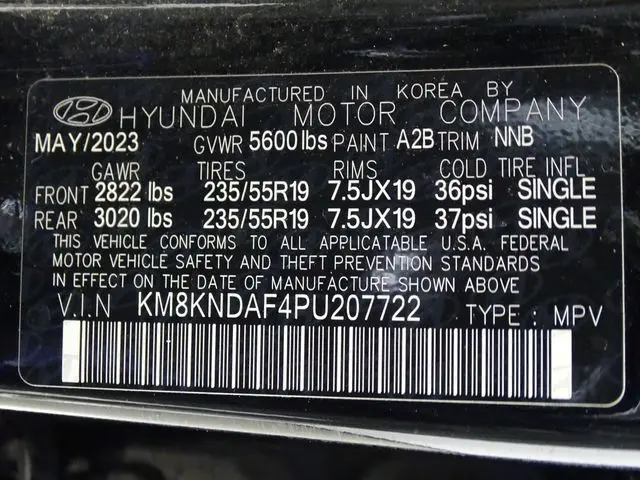 MANUFACTURED IN KOREA BY
HYUNDAI MOTOR COMPANY
MAY/2023 GVWR 5600lbs PAINT A2B TRIM NNB
GAWR TIRES RIMS COLD TIRE INFL
FRONT 2822 lbs 235/55R19 7.5JX19 36psi SINGLE
REAR 3020 lbs 235/55R19 7.5JX19 37psi SINGLE
THIS VEHICLE CONFORMS TO ALL APPLICATABLE U.S.A. FEDERAL
MOTOR VEHICLE SAFETY AND THEFT PREVENTION STANDARDS
IN EFFECT ON THE DATE OF MANUFACTURE SHOWN ABOVE
V.I.N KM8KNDAF4PU207722 TYPE : MPV